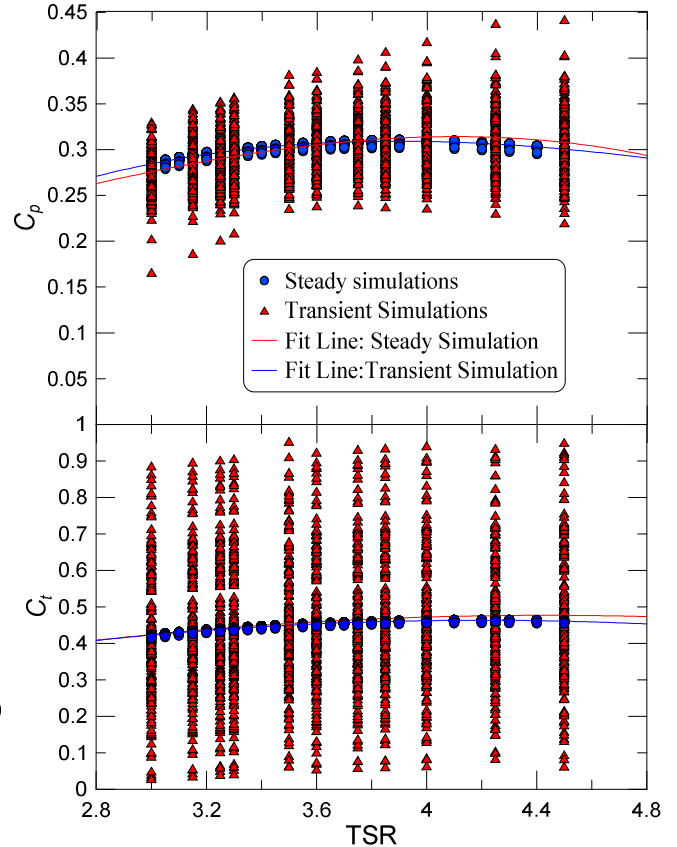 0.45
0.4
0.35
0.3
0.25
0.2
0.15
0.1
0.05
Cp
Steady simulations
Transient Simulations
Fit Line: Steady Simulation
Fit Line:Transient Simulation
1
0.9
0.8
0.7
0.6
0.5
0.4
0.3
0.2
0.1
0
Ct
2.8 3.2 3.6 4 4.4 4.8
TSR